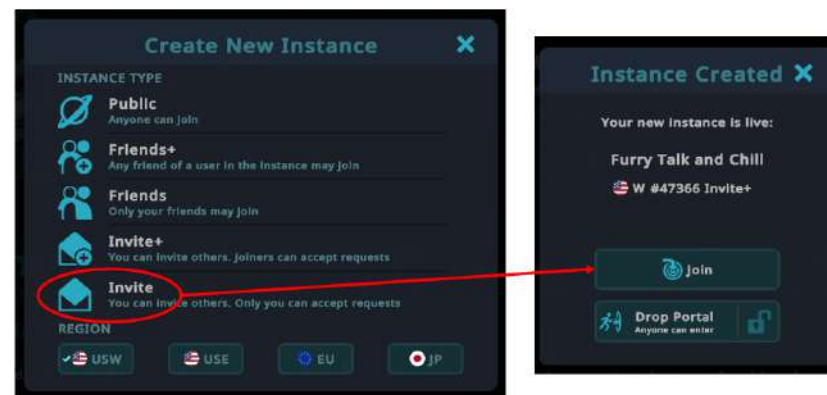 Create New Instance
INSTANCE TYPE
Public
Anyone can join
Friends+
Any friend of a user in the instance may join
Friends
Only your friends may join
Invite+
You can invite others. Joiners can accept requests
Invite
You can invite others. Only you can accept requests
REGION
USW USE EU JP
Instance Created
Your new instance is live:
Furry Talk and Chill
W #47366 Invite+
Join
Drop Portal
Anyone can enter